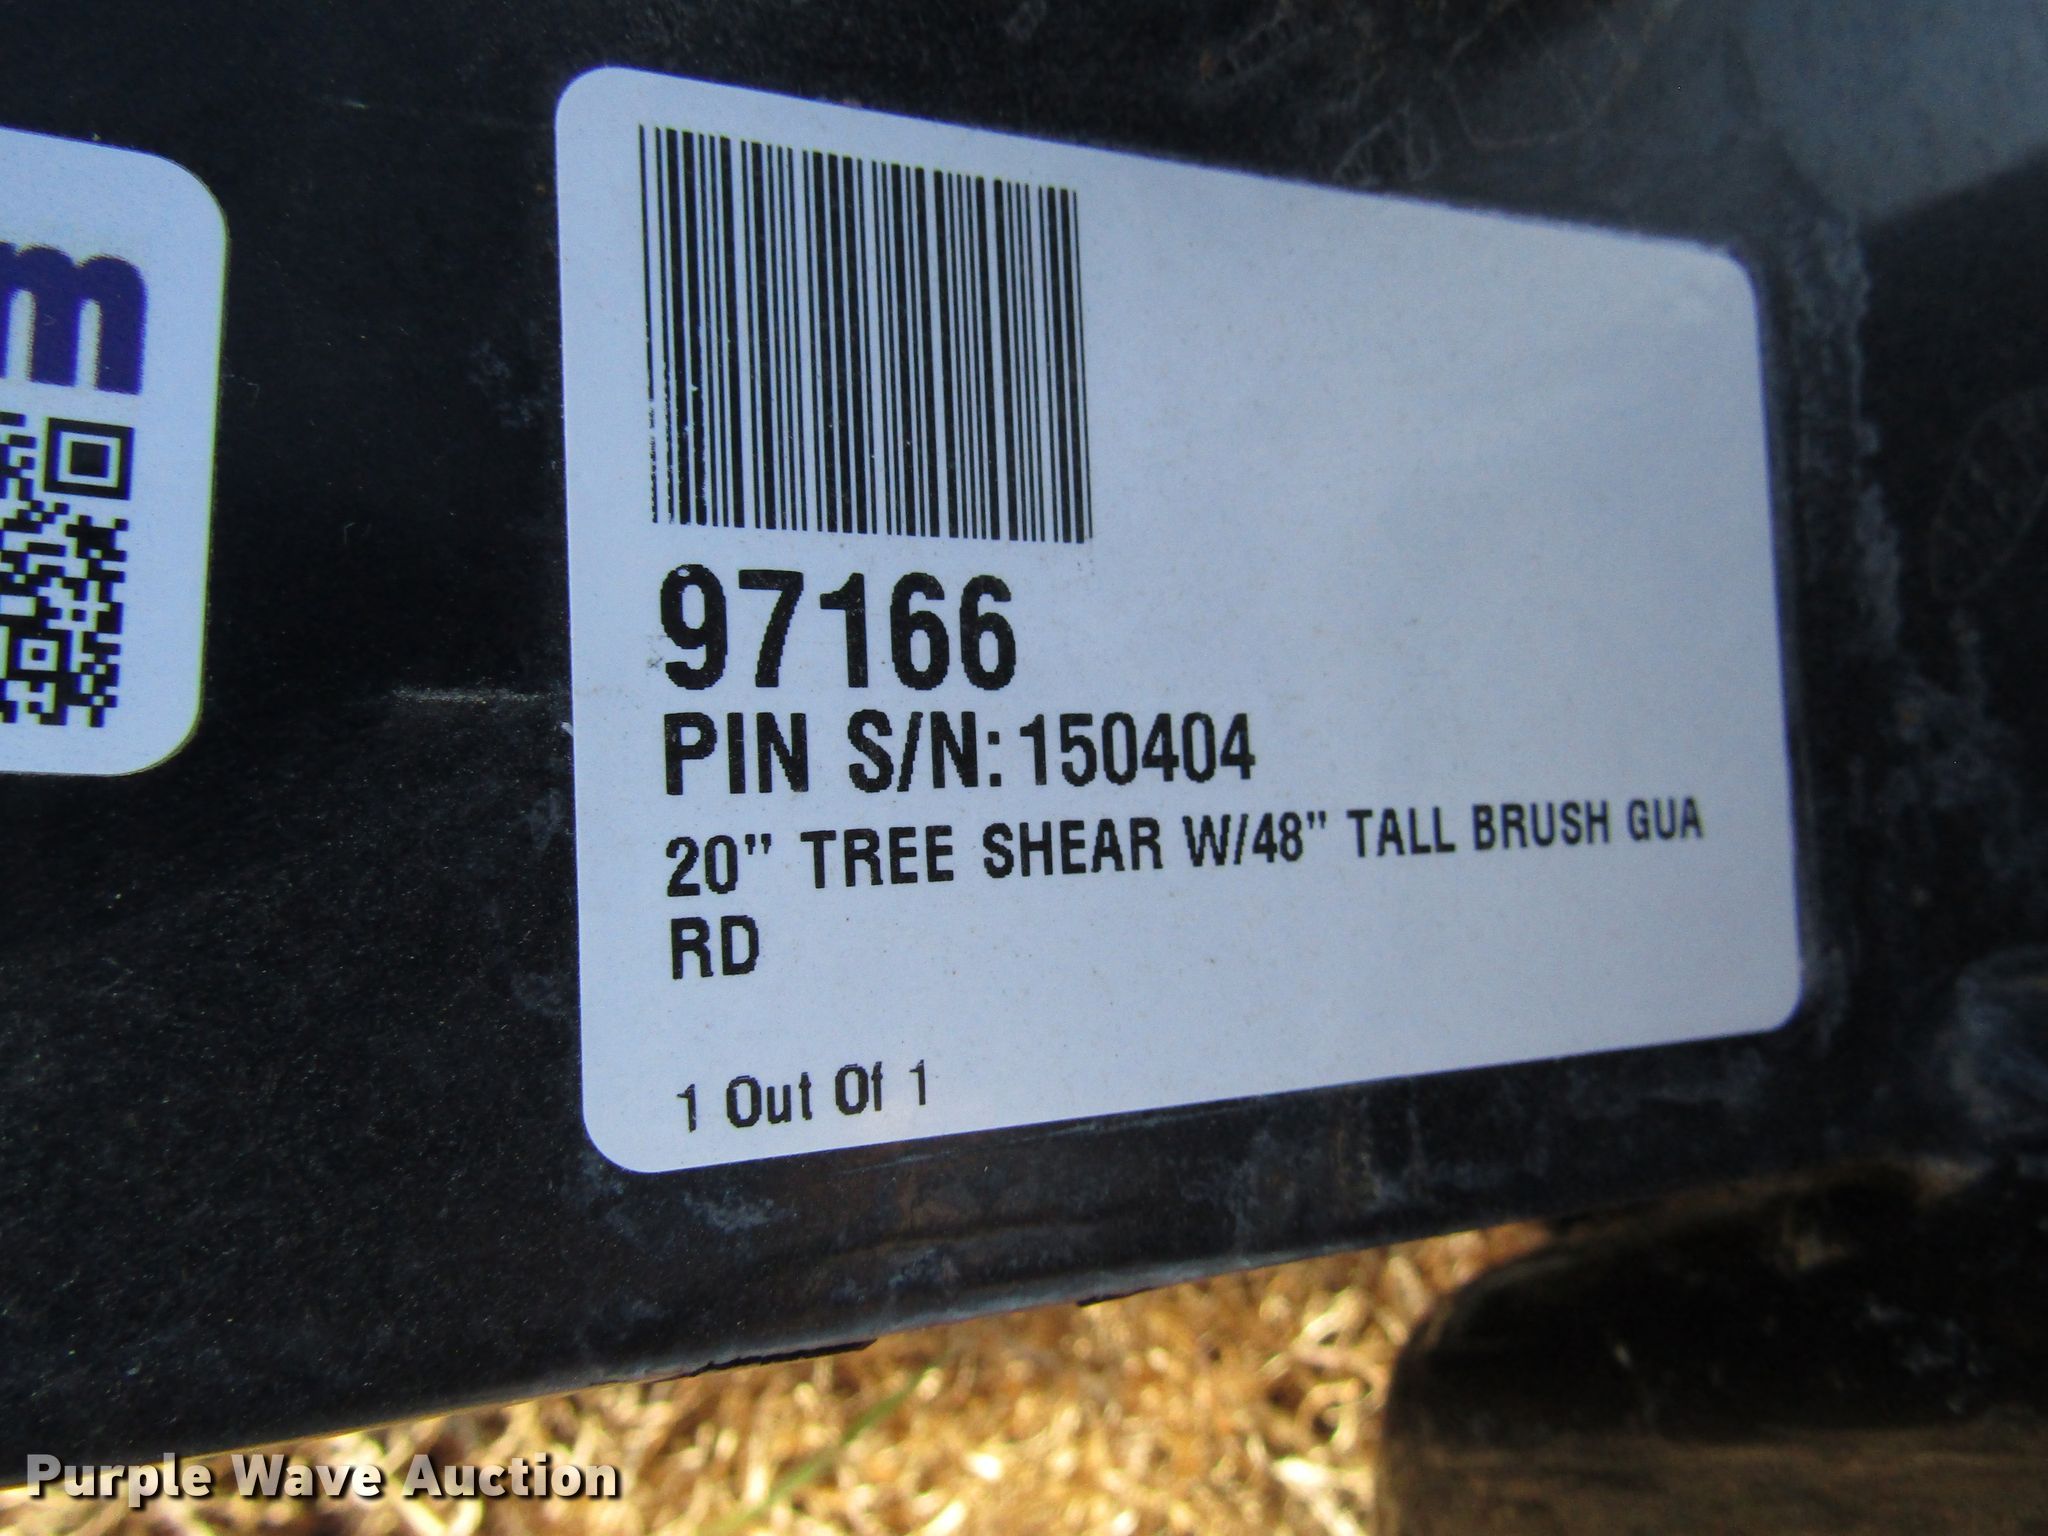 m
97166
PIN S/N: 150404
20" TREE SHEAR W/48" TALL BRUSH GUA
RD
1 Out Of 1
Purple Wave Auction